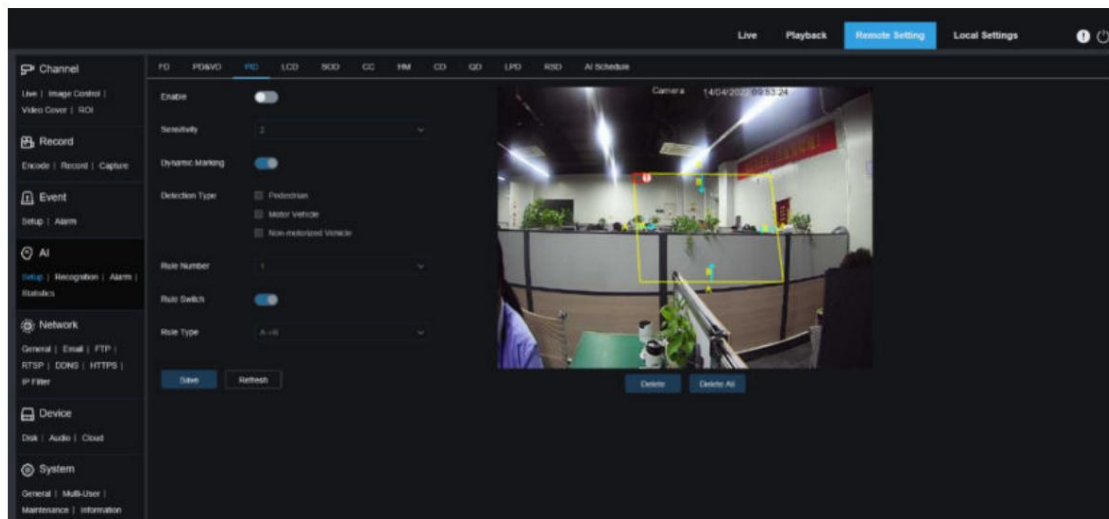 Live Playback Remote Setting Local Settings
Channel
Live | Image Control |
Video Cover | ROI
Record
Encode | Record | Capture
Event
Setup | Alarm
AI
Setup | Recognition | Alarm |
Statistics
Network
General | Email | FTP |
RTSP | DDNS | HTTPS |
IP Filter
Device
Disk | Audio | Cloud
System
General | Multi-User |
Maintenance | Information
FD PD&VD PID LCD SOD CC HM CD QD LPD RSD AI Schedule
Enable
Sensitivity 2
Dynamic Marking
Detection Type Pedestrian
Motor Vehicle
Non-motorized Vehicle
Rule Number 1
Rule Switch
Rule Type A->B
Save Refresh
Camera 14/04/2022 09:53:24
1
B
A
B
A
Delete Delete All